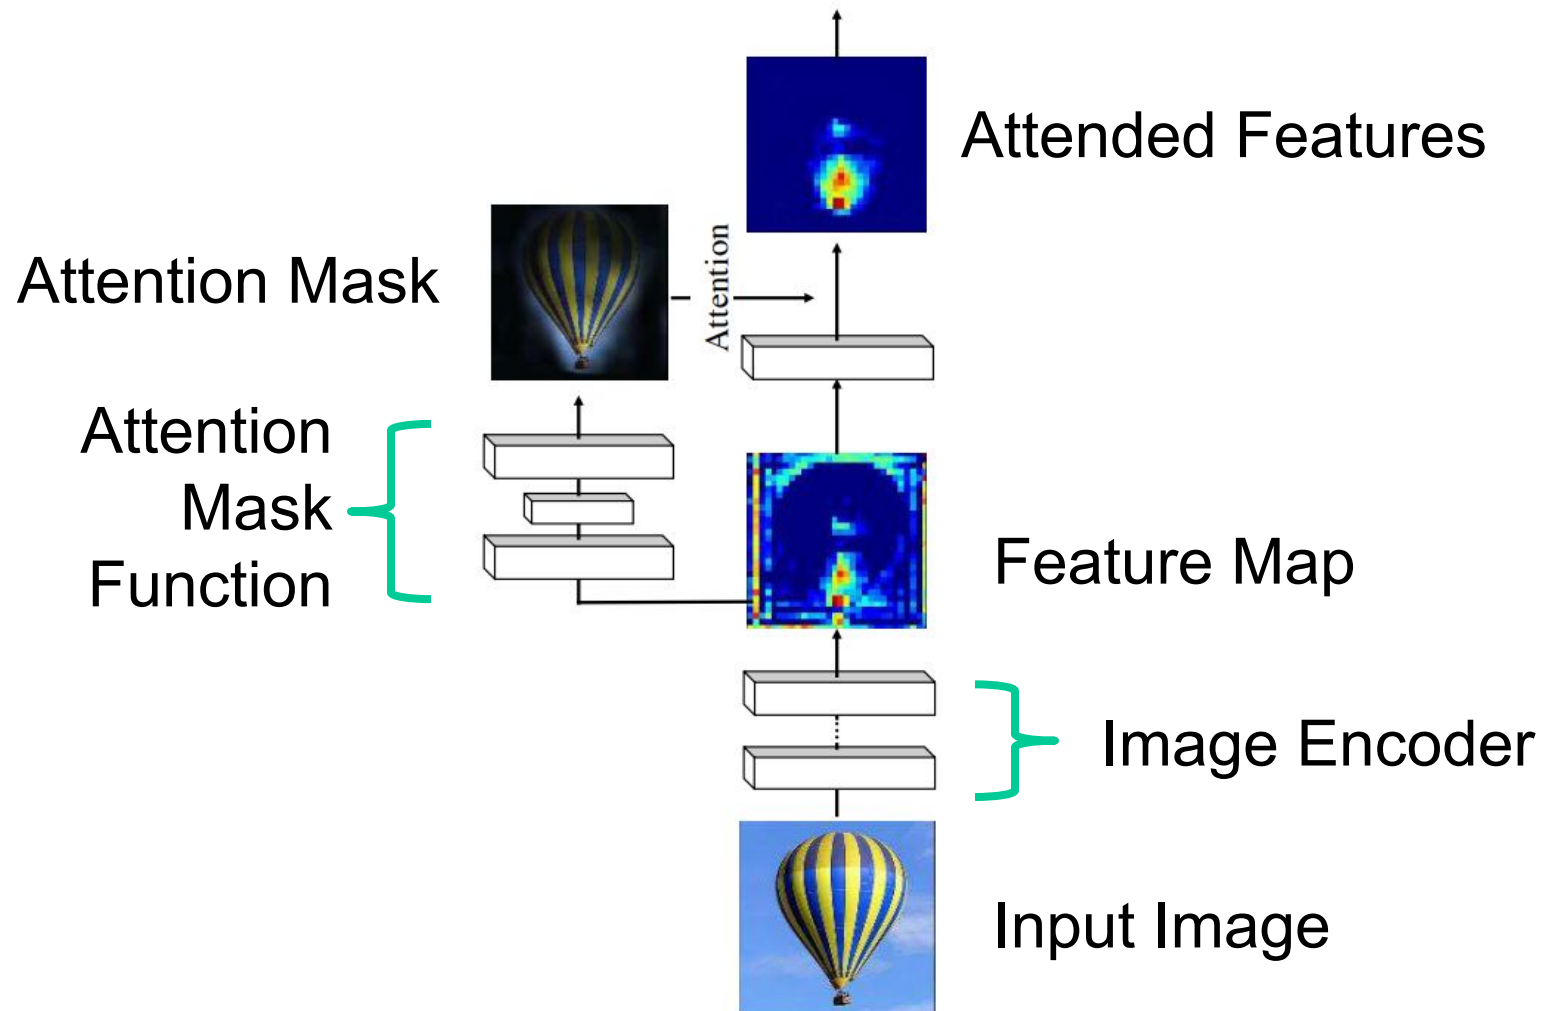 Attended Features
Attention Mask
Attention
Attention
Mask
Function
Feature Map
Image Encoder
Input Image